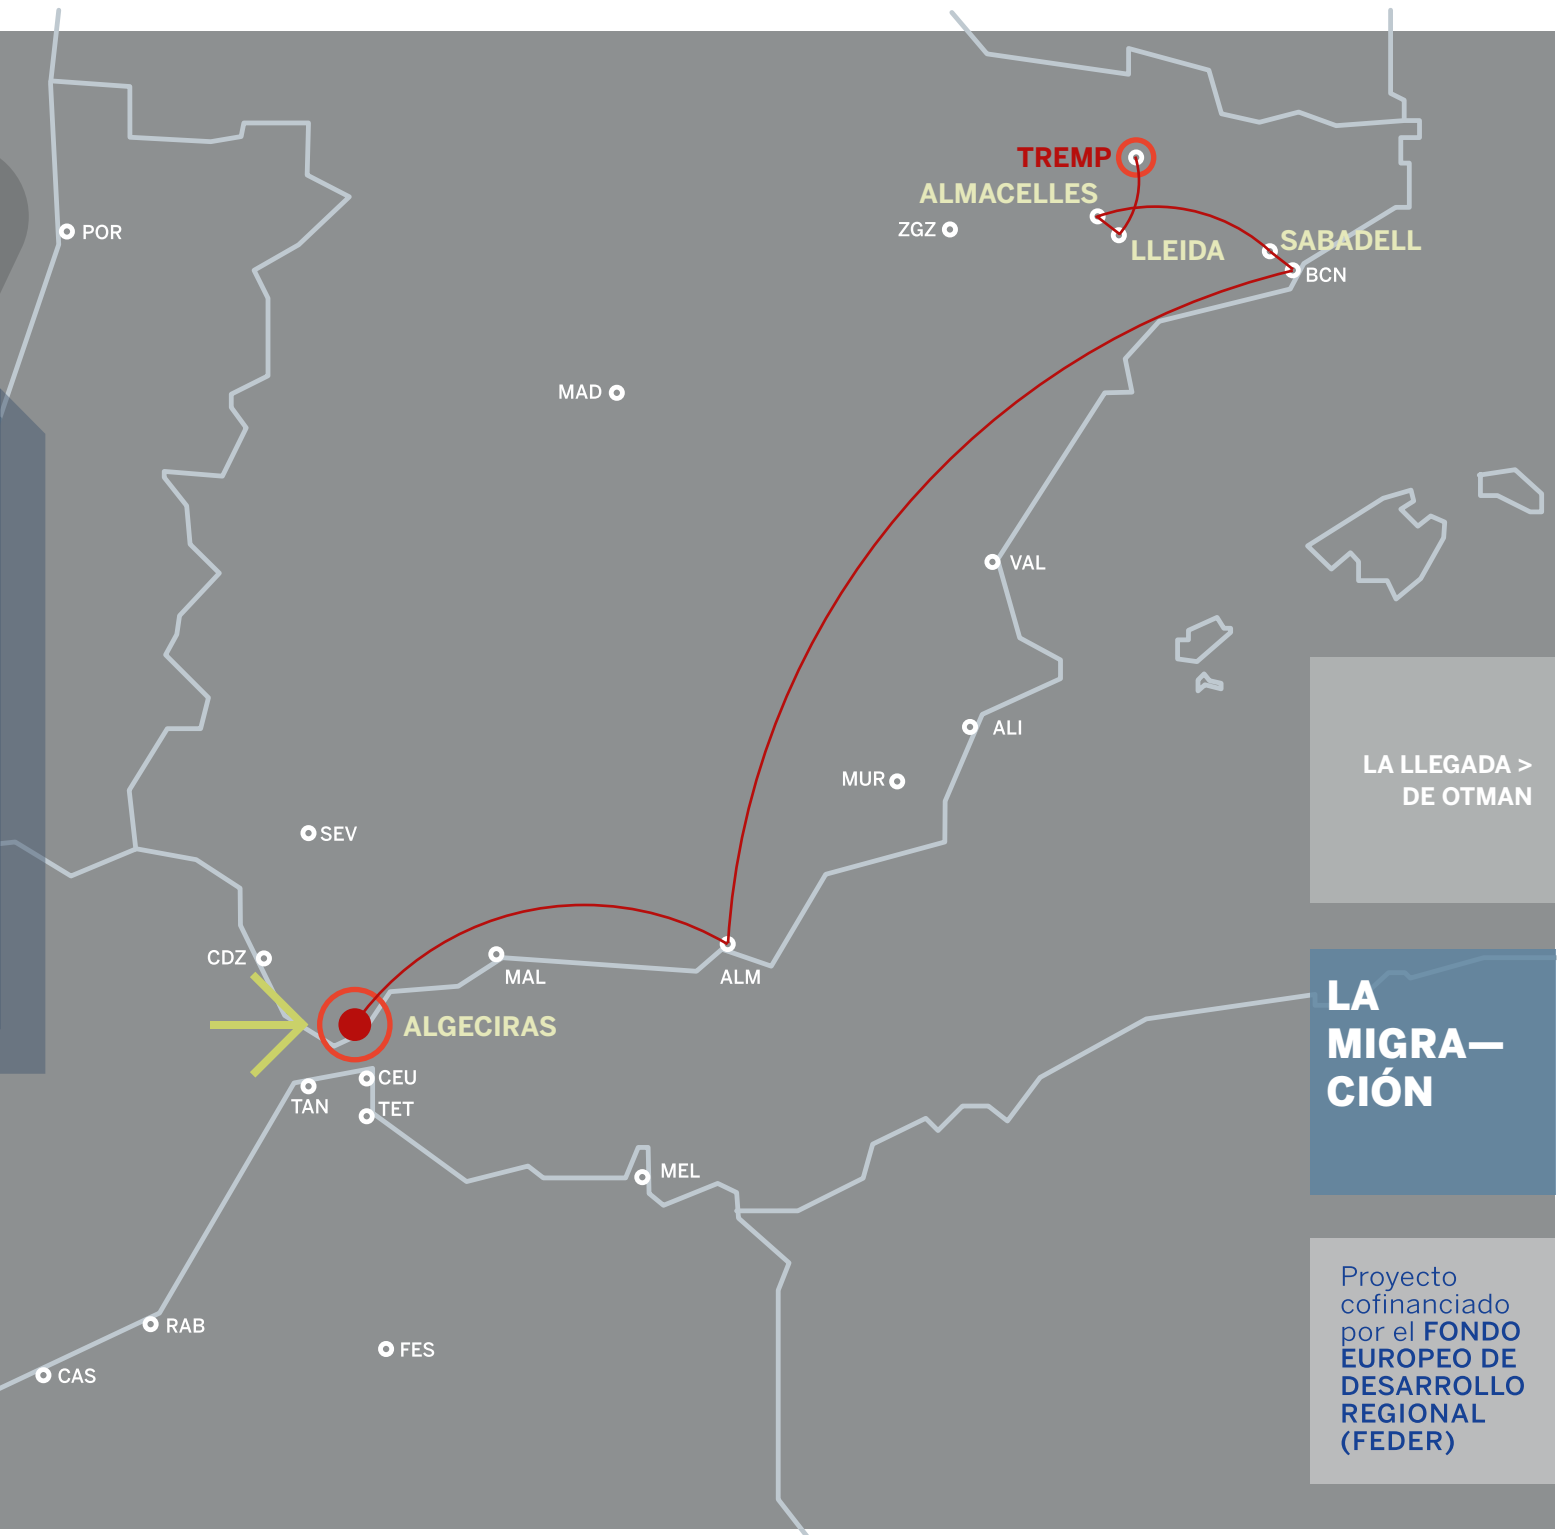 TREMP
ALMACELLES
POR
ZGZ
SABADELL
LLEIDA
BCN
MAD
VAL
ALI
LA LLEGADA >
DE OTMAN
MUR
SEV
CDZ
MAL
ALM
LA
MIGRA—
CIÓN
ALGECIRAS
CEU
TAN
TET
MEL
Proyecto
cofinanciado
por el FONDO
EUROPEO DE
DESARROLLO
REGIONAL
(FEDER)
RAB
FES
CAS